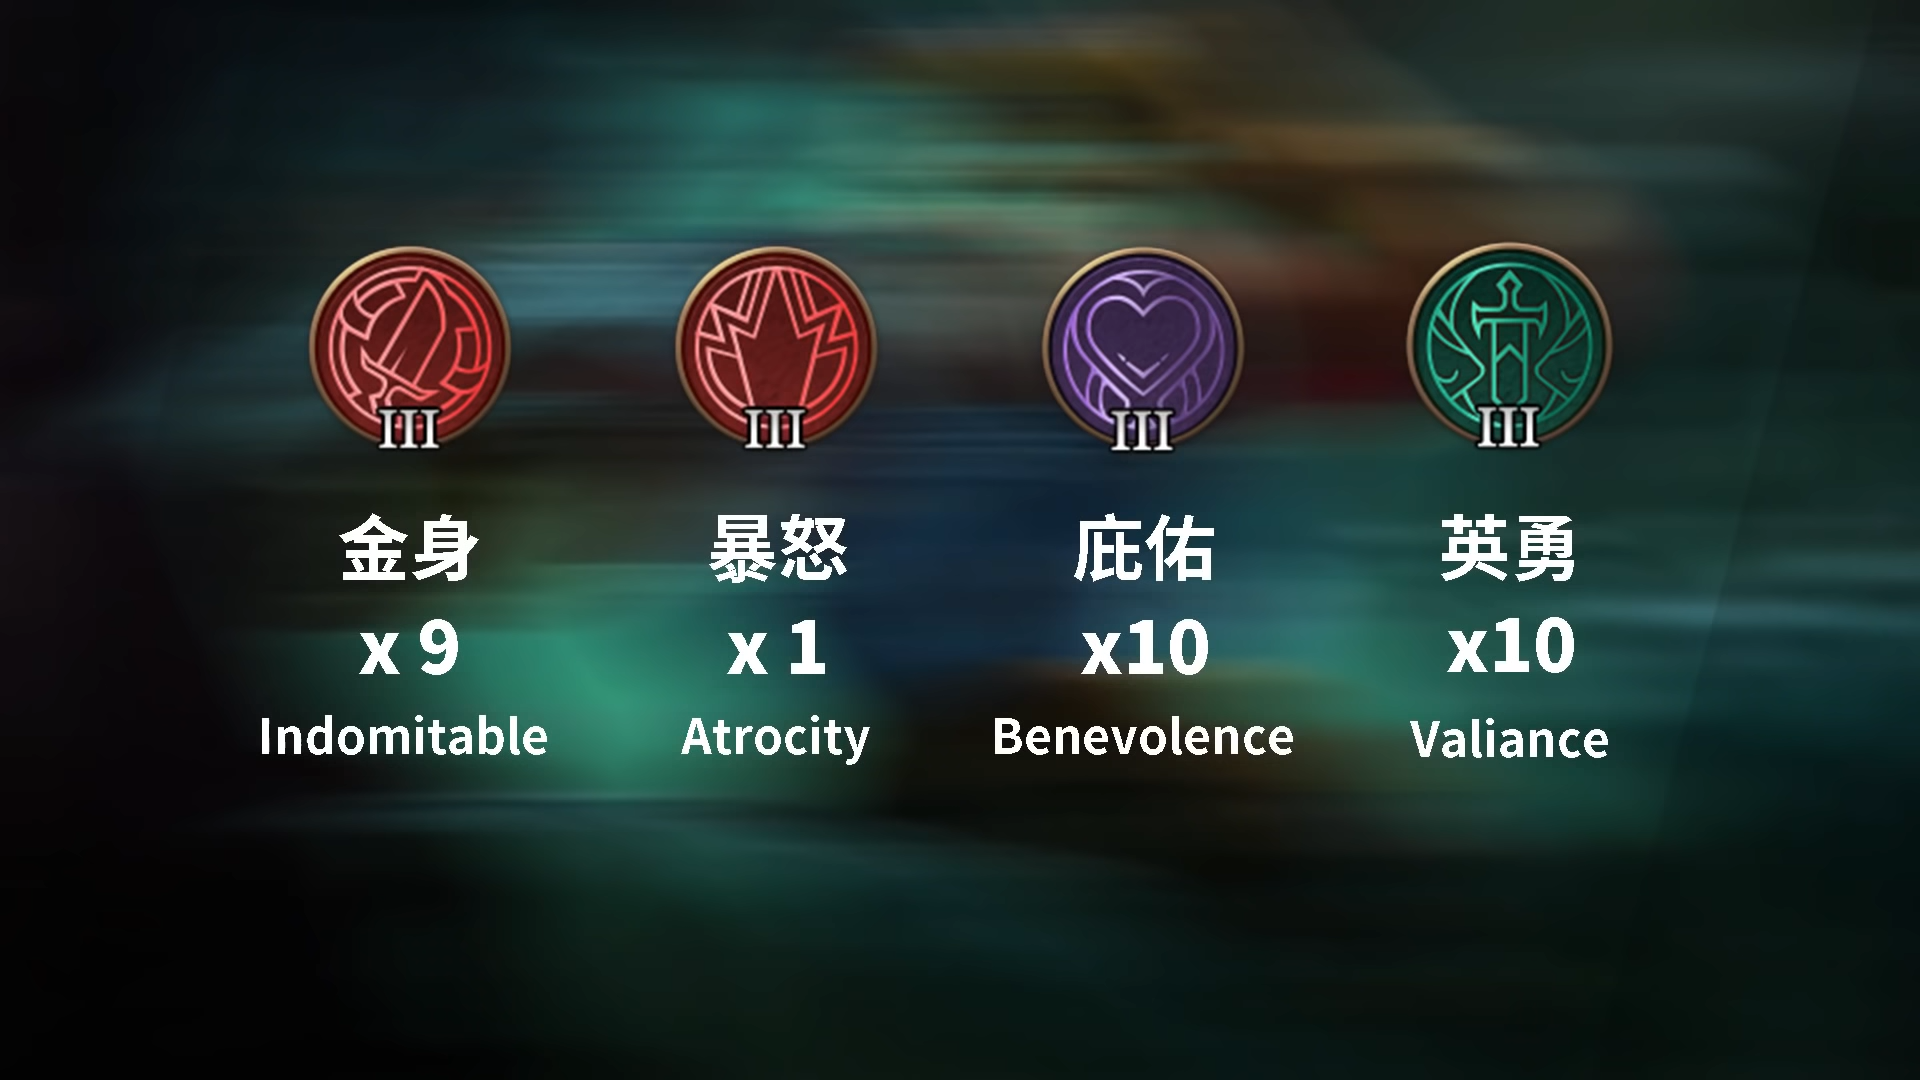 III III III III
金身 暴怒 庇佑 英勇
x 9 x 1 x10 x10
Indomitable Atrocity Benevolence Valiance